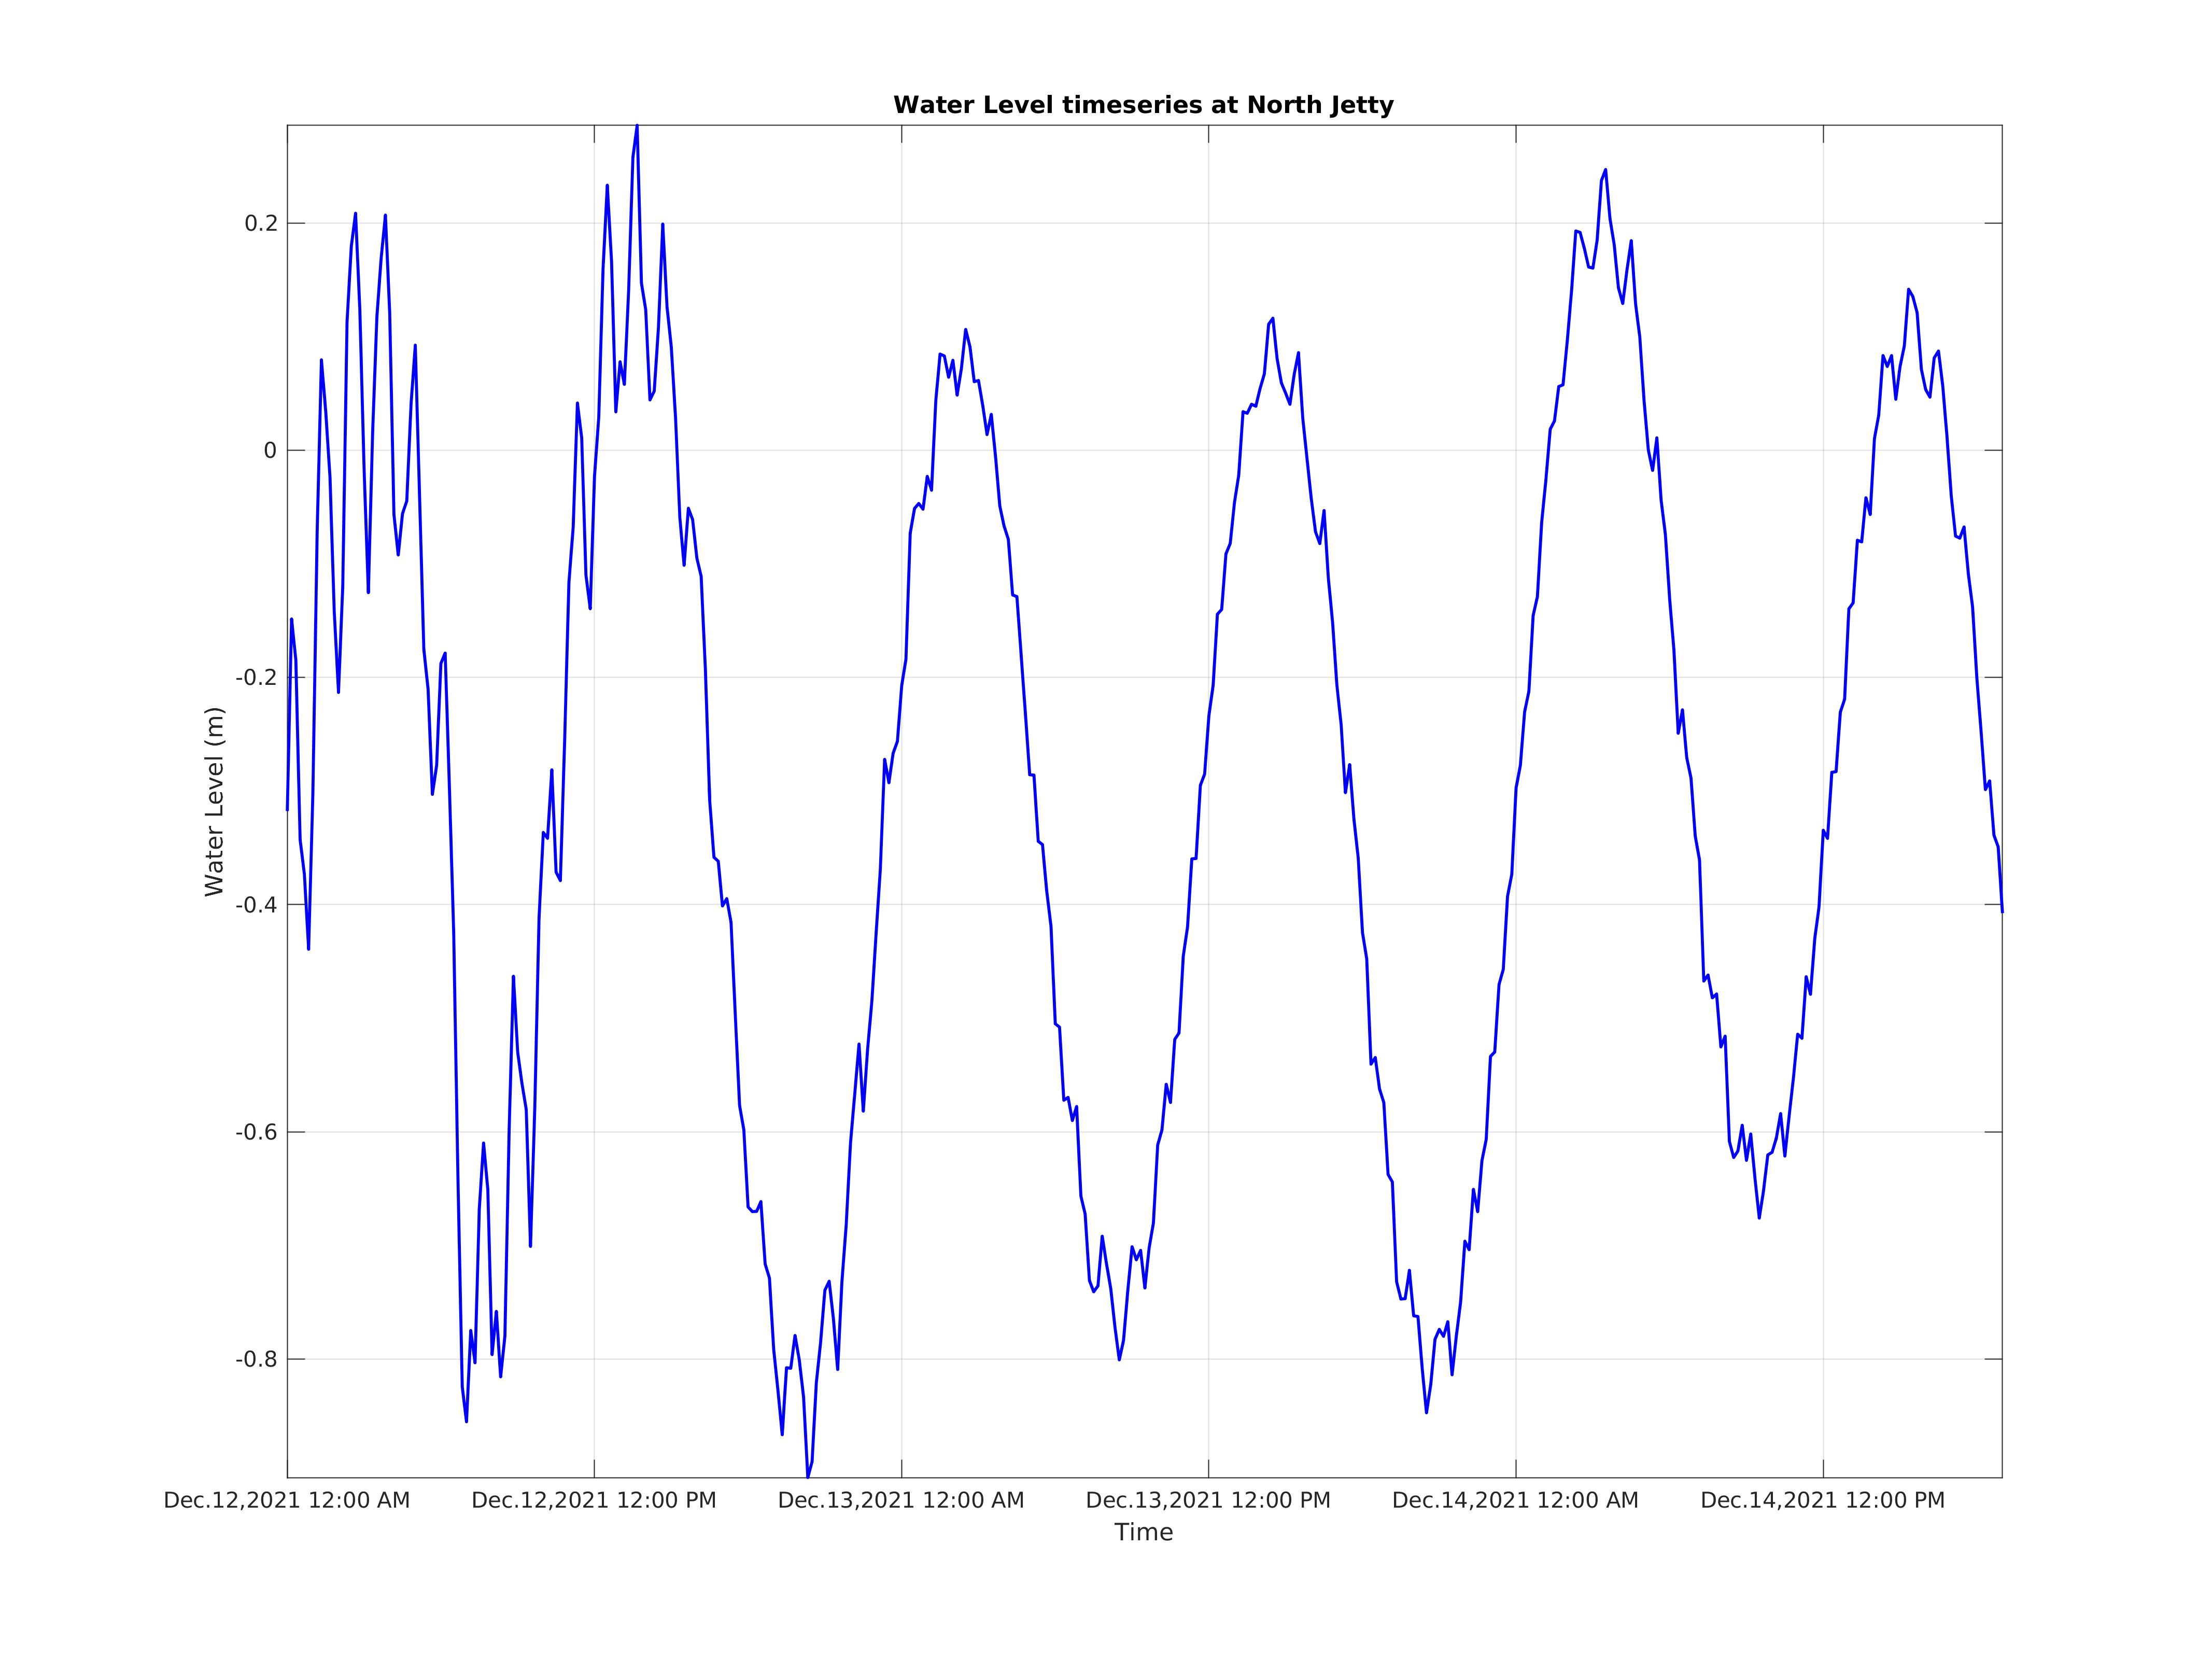 Water Level timeseries at North Jetty
0.2
0
-0.2
-0.4
-0.6
-0.8
Water Level (m)
Dec.12,2021 12:00 AM Dec.12,2021 12:00 PM Dec.13,2021 12:00 AM Dec.13,2021 12:00 PM Dec.14,2021 12:00 AM Dec.14,2021 12:00 PM
Time